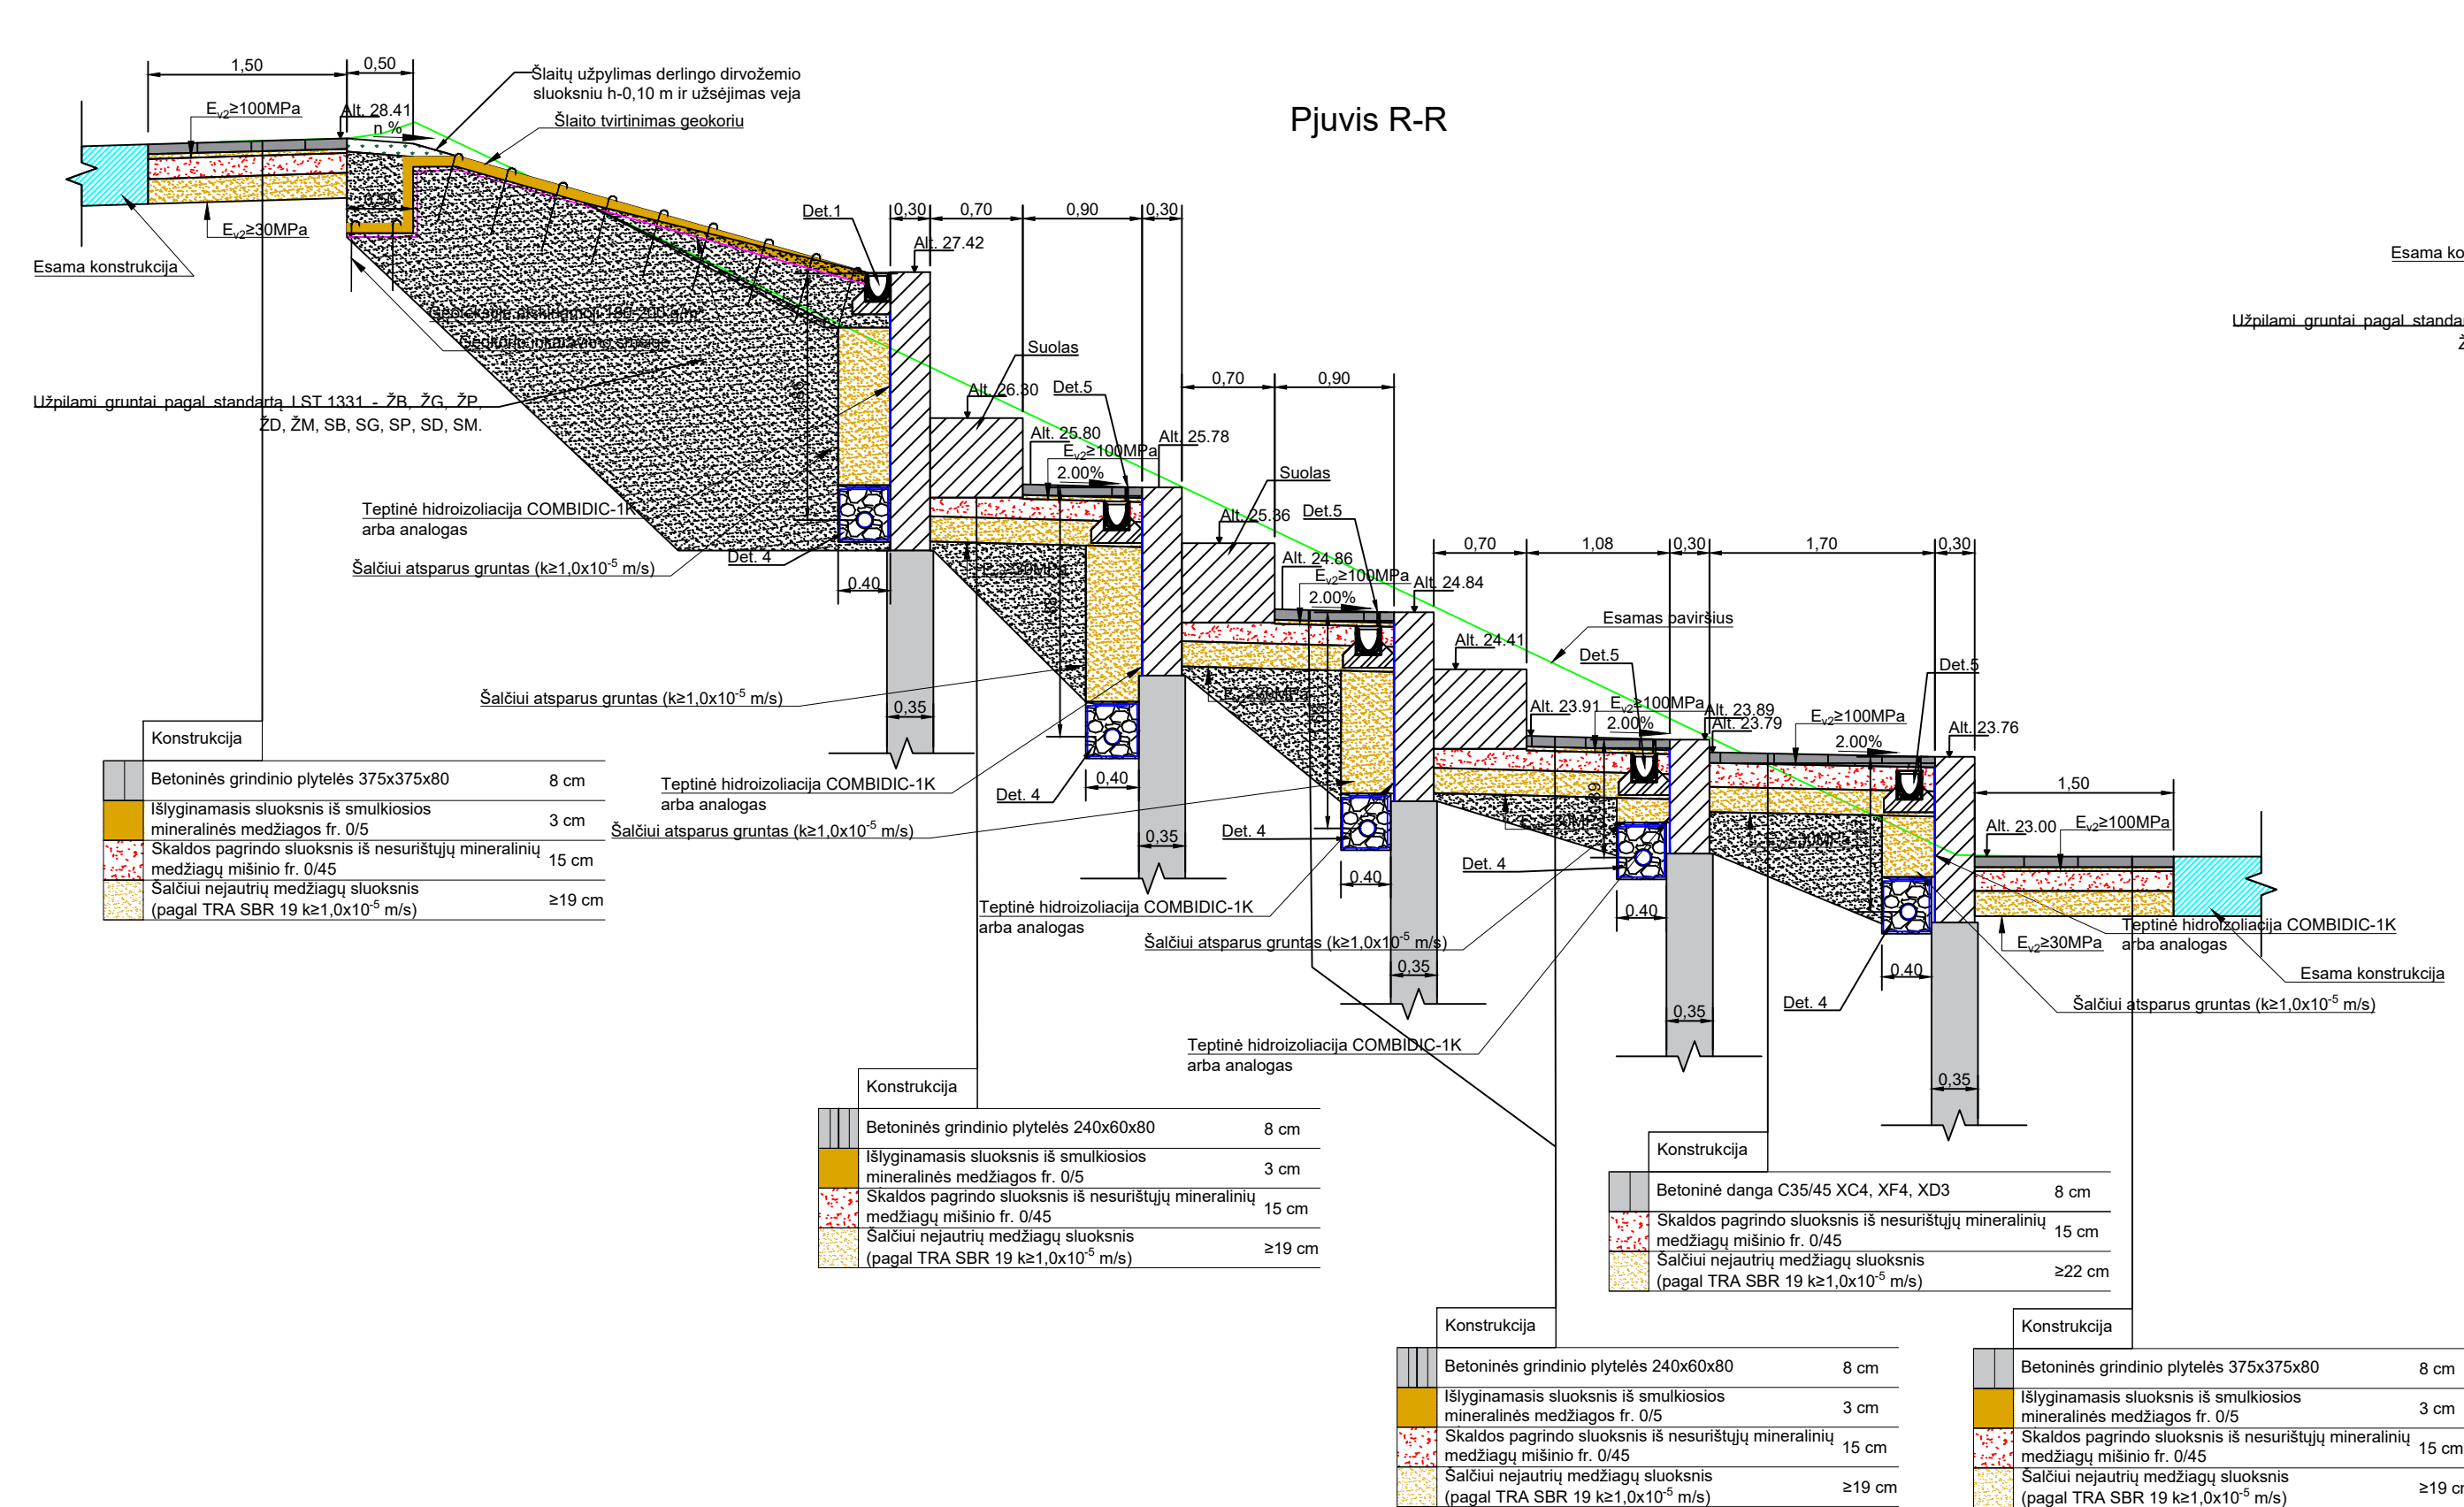 Pjuvis R-R
1,50
0,50
Šlaitų užpylimas derlingo dirvožemio
sluoksniu h-0,10 m ir užsėjimas veja
Šlaito tvirtinimas geokoriu
E_v2≥100MPa
Alt. 28.41
n %
E_v2≥30MPa
Esama konstrukcija
Užpilami gruntai pagal standartą LST 1331 - ŽB, ŽG, ŽP,
ŽD, ŽM, SB, SG, SP, SD, SM.
Det.1
0,30
0,70
0,90
0,30
Alt. 27.42
Suolas
Alt. 26.30
Det.5
Alt. 25.80
E_v2≥100MPa
2.00%
Alt. 25.78
0,70
0,90
Suolas
Alt. 25.36
Det.5
Alt. 24.86
E_v2≥100MPa
2.00%
Alt. 24.84
0,70
1,08
0,30
1,70
0,30
Esamas paviršius
Alt. 24.41
Det.5
Det.5
Alt. 23.91
E_v2≥100MPa
2.00%
Alt. 23.89
Alt. 23.79
E_v2≥100MPa
2.00%
Alt. 23.76
1,50
Alt. 23.00
E_v2≥100MPa
E_v2≥30MPa
Teptinė hidroizoliacija COMBIDIC-1K
arba analogas
Šalčiui atsparus gruntas (k≥1,0x10⁻⁵ m/s)
Det. 4
0.40
0,35
Šalčiui atsparus gruntas (k≥1,0x10⁻⁵ m/s)
Teptinė hidroizoliacija COMBIDIC-1K
arba analogas
Det. 4
0,40
0,35
Šalčiui atsparus gruntas (k≥1,0x10⁻⁵ m/s)
Det. 4
0.40
0,35
Teptinė hidroizoliacija COMBIDIC-1K
arba analogas
Šalčiui atsparus gruntas (k≥1,0x10⁻⁵ m/s)
Det. 4
0.40
0,35
Teptinė hidroizoliacija COMBIDIC-1K
arba analogas
Det. 4
0.40
0,35
Teptinė hidroizoliacija COMBIDIC-1K
arba analogas
Esama konstrukcija
Šalčiui atsparus gruntas (k≥1,0x10⁻⁵ m/s)
Esama
Užpilami gruntai pagal
Konstrukcija
Betoninės grindinio plytelės 375x375x80 8 cm
Išlyginamasis sluoksnis iš smulkiosios
mineralinės medžiagos fr. 0/5 3 cm
Skaldos pagrindo sluoksnis iš nesurištųjų mineralinių
medžiagų mišinio fr. 0/45 15 cm
Šalčiui nejautrių medžiagų sluoksnis
(pagal TRA SBR 19 k≥1,0x10⁻⁵ m/s) ≥19 cm
Konstrukcija
Betoninės grindinio plytelės 240x60x80 8 cm
Išlyginamasis sluoksnis iš smulkiosios
mineralinės medžiagos fr. 0/5 3 cm
Skaldos pagrindo sluoksnis iš nesurištųjų mineralinių
medžiagų mišinio fr. 0/45 15 cm
Šalčiui nejautrių medžiagų sluoksnis
(pagal TRA SBR 19 k≥1,0x10⁻⁵ m/s) ≥19 cm
Konstrukcija
Betoninė danga C35/45 XC4, XF4, XD3 8 cm
Skaldos pagrindo sluoksnis iš nesurištųjų mineralinių
medžiagų mišinio fr. 0/45 15 cm
Šalčiui nejautrių medžiagų sluoksnis
(pagal TRA SBR 19 k≥1,0x10⁻⁵ m/s) ≥22 cm
Konstrukcija
Betoninės grindinio plytelės 240x60x80 8 cm
Išlyginamasis sluoksnis iš smulkiosios
mineralinės medžiagos fr. 0/5 3 cm
Skaldos pagrindo sluoksnis iš nesurištųjų mineralinių
medžiagų mišinio fr. 0/45 15 cm
Šalčiui nejautrių medžiagų sluoksnis
(pagal TRA SBR 19 k≥1,0x10⁻⁵ m/s) ≥19 cm
Konstrukcija
Betoninės grindinio plytelės 375x375x80 8 cm
Išlyginamasis sluoksnis iš smulkiosios
mineralinės medžiagos fr. 0/5 3 cm
Skaldos pagrindo sluoksnis iš nesurištųjų mineralinių
medžiagų mišinio fr. 0/45 15 cm
Šalčiui nejautrių medžiagų sluoksnis
(pagal TRA SBR 19 k≥1,0x10⁻⁵ m/s) ≥19